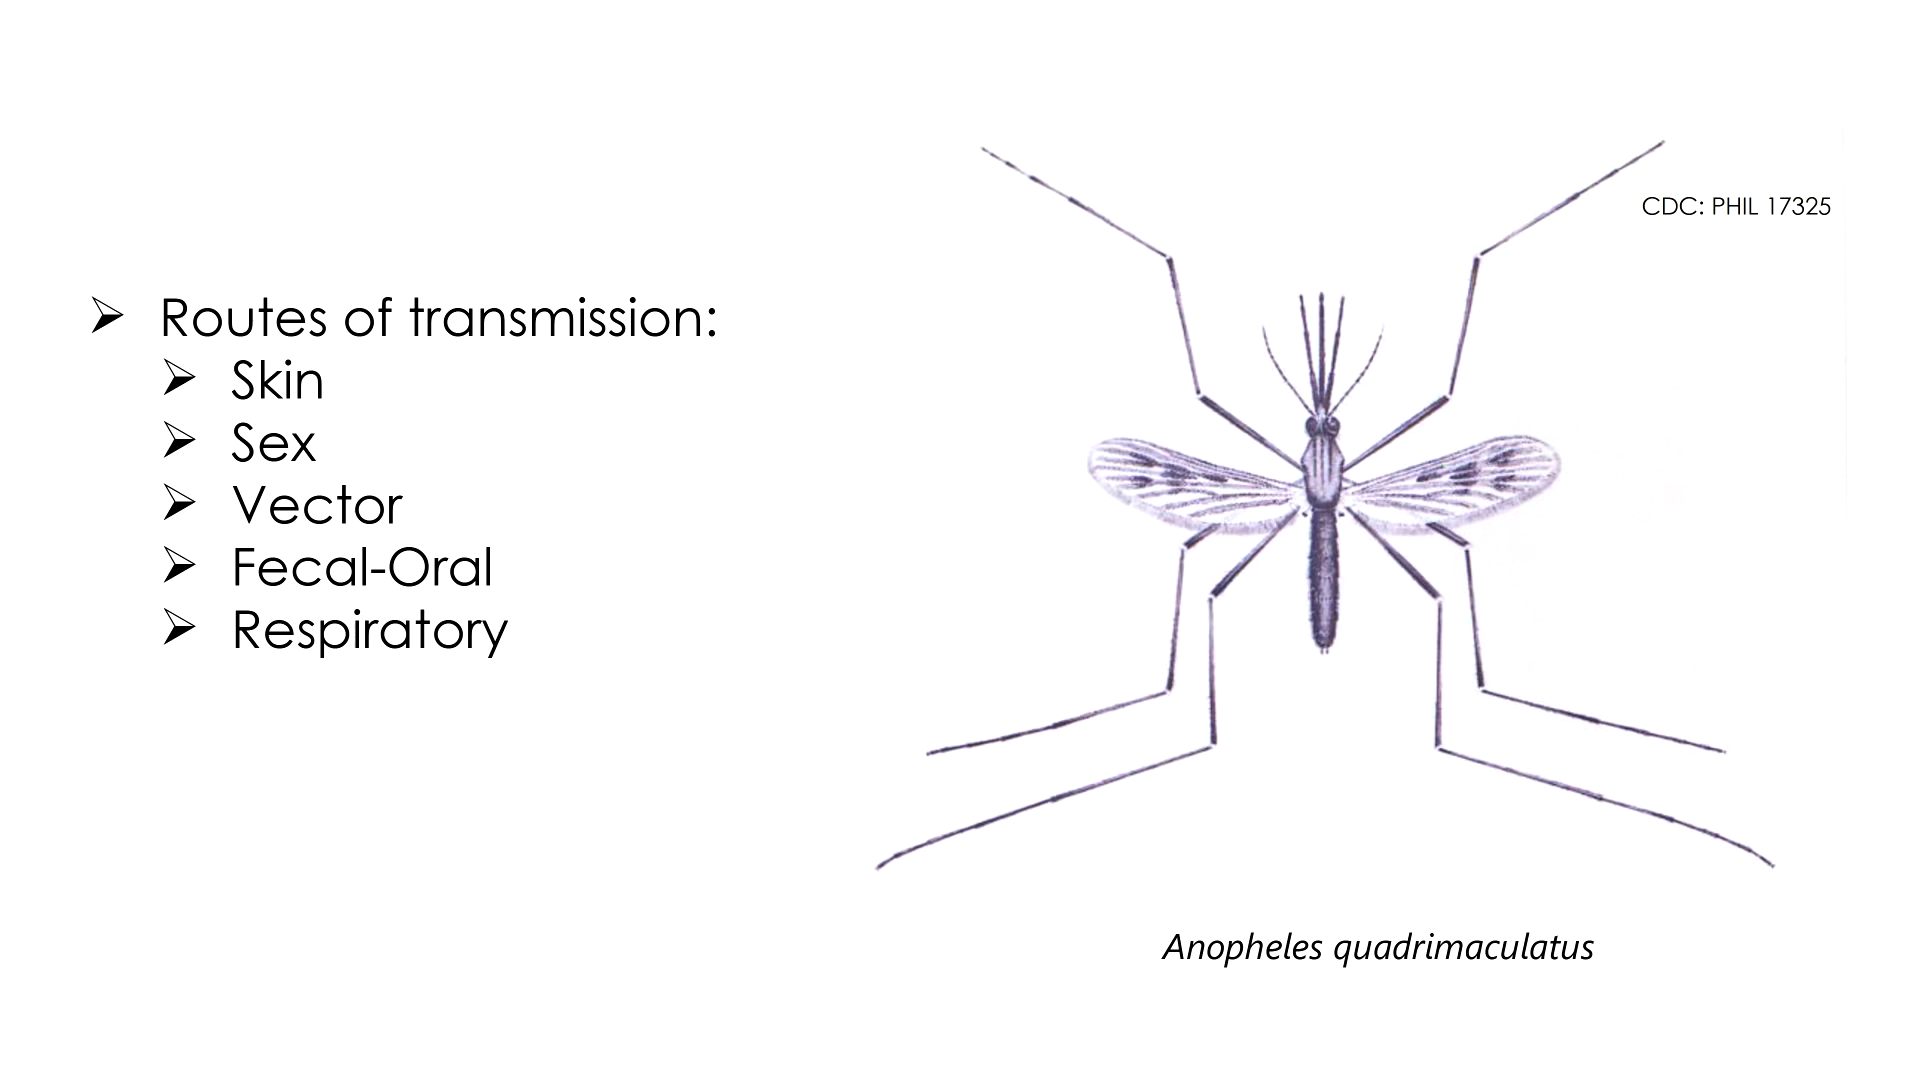 ➢ Routes of transmission:
➢ Skin
➢ Sex
➢ Vector
➢ Fecal-Oral
➢ Respiratory
CDC: PHIL 17325
Anopheles quadrimaculatus